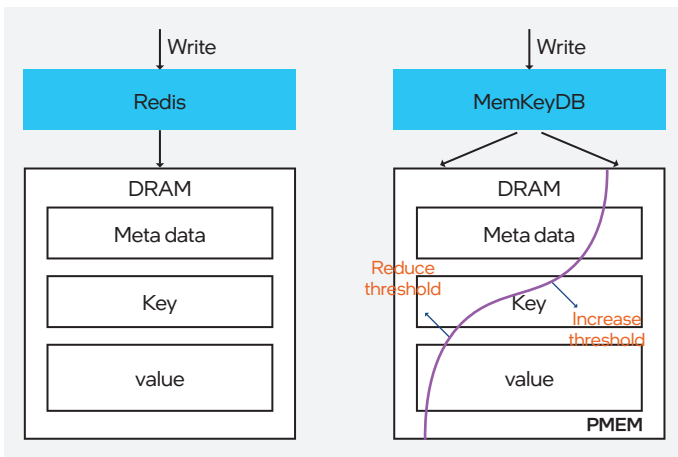 Write
Redis
DRAM
Meta data
Key
value
Write
MemKeyDB
DRAM
Meta data
Reduce
threshold
Key
Increase
threshold
value
PMEM